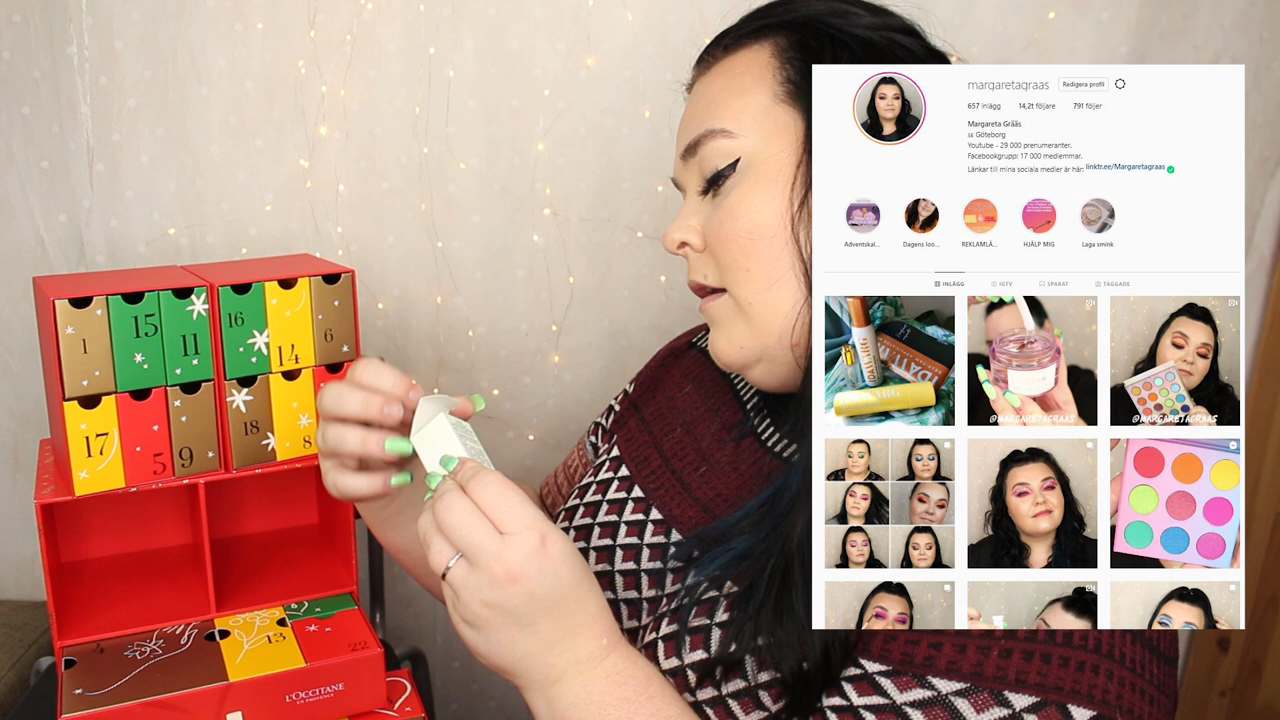 margaretagraas Redigera profil
657 inlägg 14,2t följare 791 följer
Margareta Grääs
Göteborg
Youtube - 29 000 prenumeranter.
Facebookgrupp: 17 000 medlemmar.
Länkar till mina sociala medier är här: linktr.ee/Margaretagraas
Adventskal... Dagens loo... REKLAMLÄ... HJÄLP MIG Laga smink
INLÄGG IGTV SPARAT TAGGADE
@MARGARETAGRAAS
@MARGARETAGRAAS
1 15 11 16 14 6
17 5 9 18 8
13 22
L'OCCITANE
EN PROVENCE